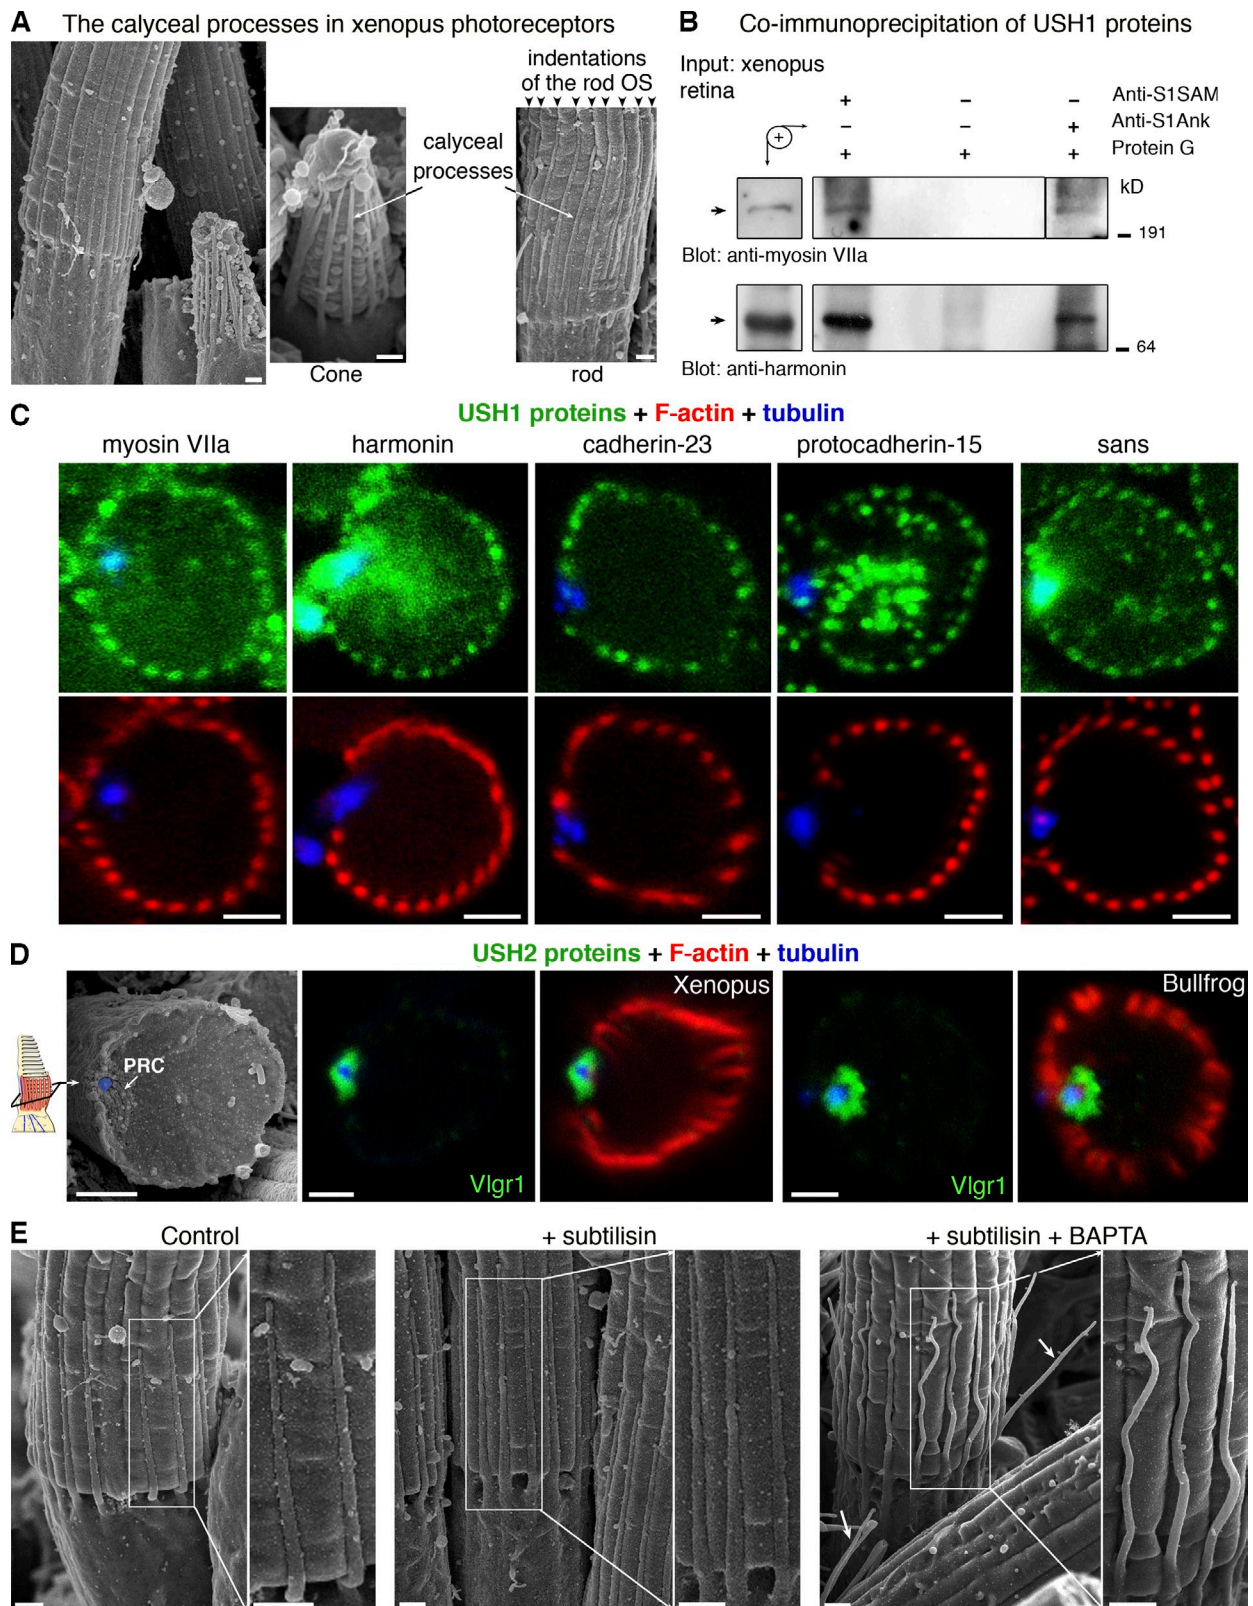 A The calyceal processes in xenopus photoreceptors
indentations
of the rod OS
calyceal
processes
Cone
rod
B Co-immunoprecipitation of USH1 proteins
Input: xenopus
retina
+ – – Anti-S1SAM
– – + Anti-S1Ank
+
+ + + Protein G
kD
191
Blot: anti-myosin VIIa
64
Blot: anti-harmonin
C USH1 proteins + F-actin + tubulin
myosin VIIa harmonin cadherin-23 protocadherin-15 sans
D USH2 proteins + F-actin + tubulin
PRC
Vlgr1
Xenopus
Vlgr1
Bullfrog
E Control + subtilisin + subtilisin + BAPTA